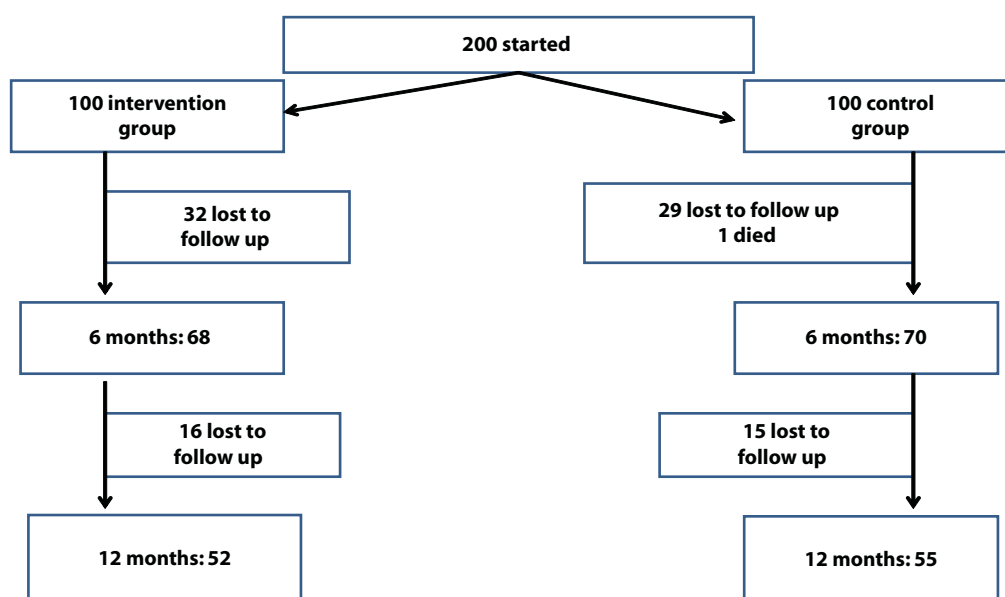 200 started
100 intervention
group
100 control
group
32 lost to
follow up
29 lost to follow up
1 died
6 months: 68
6 months: 70
16 lost to
follow up
15 lost to
follow up
12 months: 52
12 months: 55